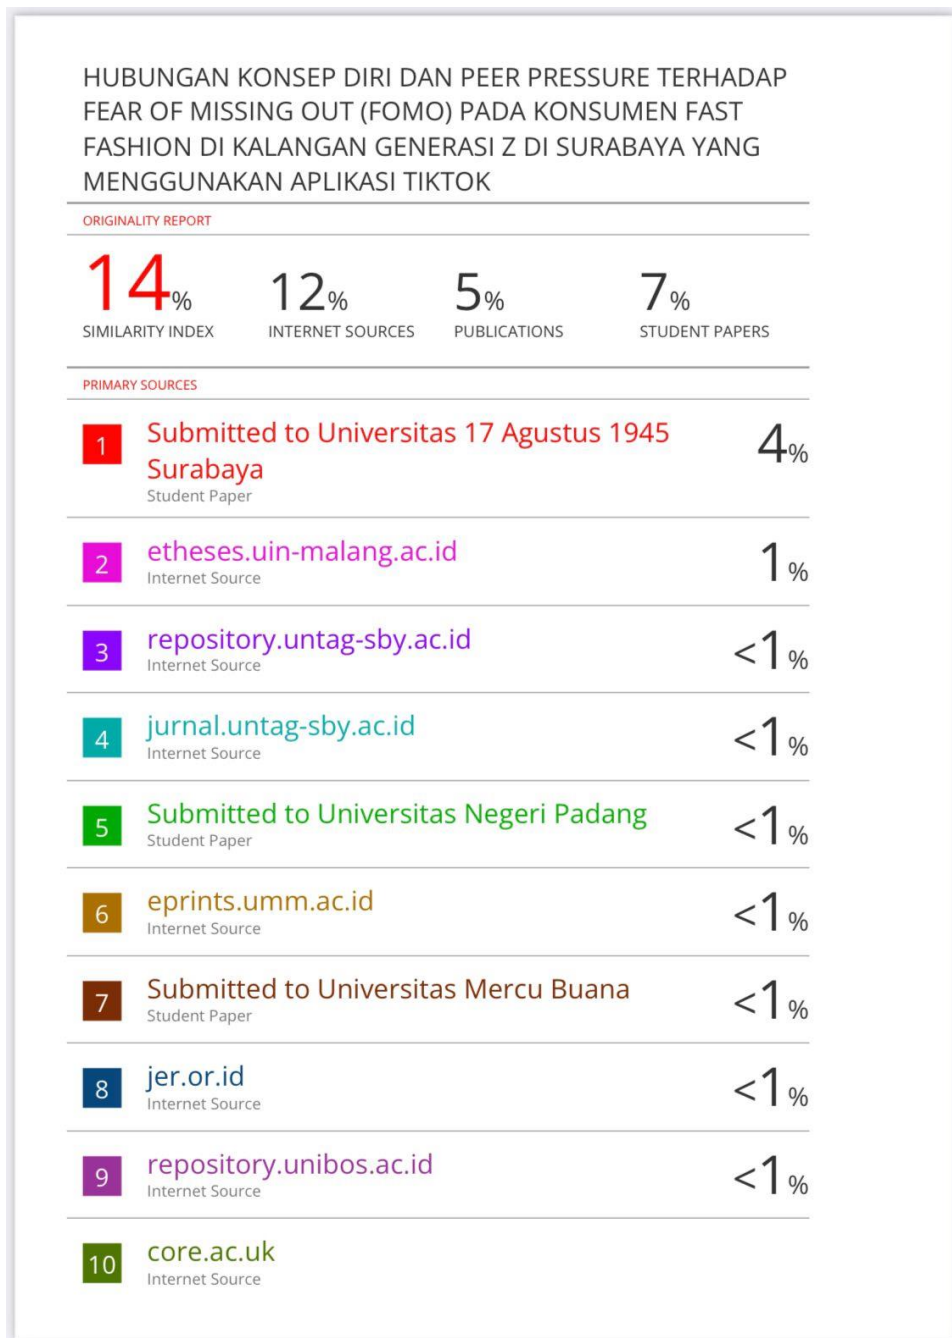 HUBUNGAN KONSEP DIRI DAN PEER PRESSURE TERHADAP
FEAR OF MISSING OUT (FOMO) PADA KONSUMEN FAST
FASHION DI KALANGAN GENERASI Z DI SURABAYA YANG
MENGGUNAKAN APLIKASI TIKTOK
ORIGINALITY REPORT
14% 12% 5% 7%
SIMILARITY INDEX INTERNET SOURCES PUBLICATIONS STUDENT PAPERS
PRIMARY SOURCES
1 Submitted to Universitas 17 Agustus 1945 4%
Surabaya
Student Paper
2 etheses.uin-malang.ac.id 1%
Internet Source
3 repository.untag-sby.ac.id <1%
Internet Source
4 jurnal.untag-sby.ac.id <1%
Internet Source
5 Submitted to Universitas Negeri Padang <1%
Student Paper
6 eprints.umm.ac.id <1%
Internet Source
7 Submitted to Universitas Mercu Buana <1%
Student Paper
8 jer.or.id <1%
Internet Source
9 repository.unibos.ac.id <1%
Internet Source
10 core.ac.uk
Internet Source